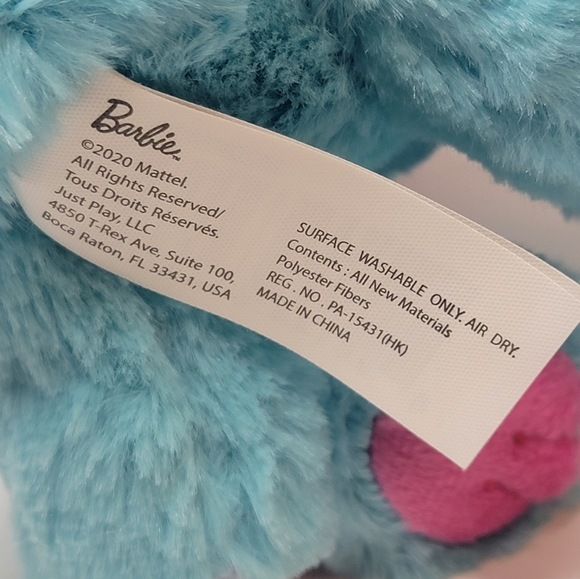 Barbie™
©2020 Mattel.
All Rights Reserved/
Tous Droits Réservés.
Just Play, LLC
4850 T-Rex Ave, Suite 100,
Boca Raton, FL 33431, USA
SURFACE WASHABLE ONLY. AIR DRY.
Contents : All New Materials
Polyester Fibers
REG . NO . PA-15431(HK)
MADE IN CHINA